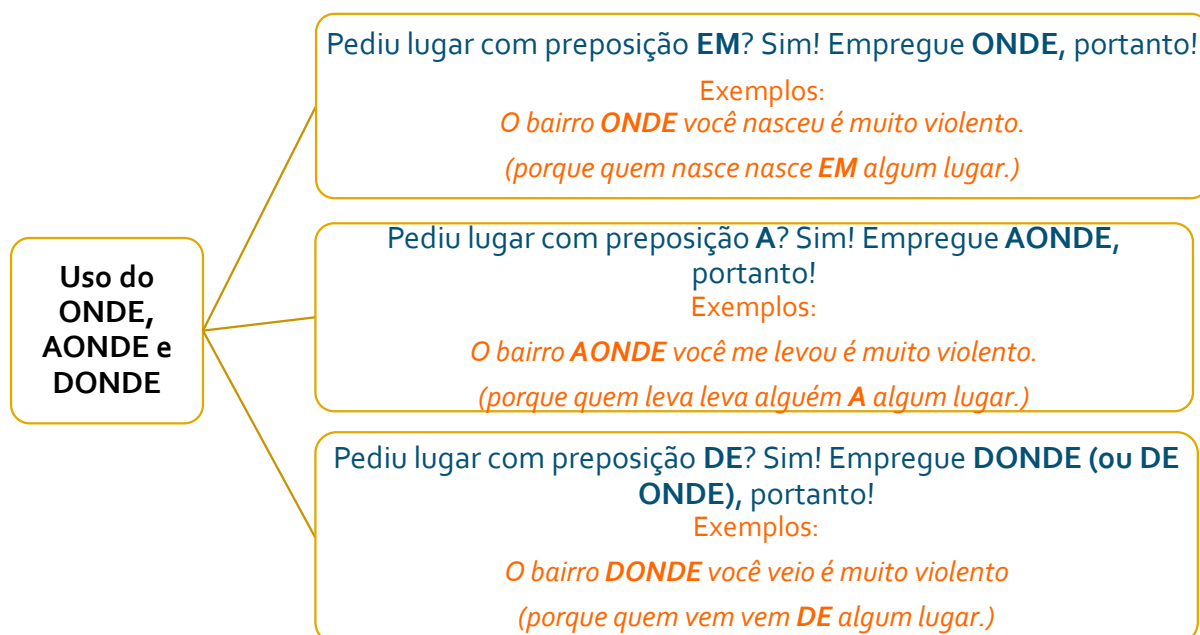 Pediu lugar com preposição EM? Sim! Empregue ONDE, portanto!
Exemplos:
O bairro ONDE você nasceu é muito violento.
(porque quem nasce nasce EM algum lugar.)
Uso do
ONDE,
AONDE e
DONDE
Pediu lugar com preposição A? Sim! Empregue AONDE,
portanto!
Exemplos:
O bairro AONDE você me levou é muito violento.
(porque quem leva leva alguém A algum lugar.)
Pediu lugar com preposição DE? Sim! Empregue DONDE (ou DE
ONDE), portanto!
Exemplos:
O bairro DONDE você veio é muito violento
(porque quem vem vem DE algum lugar.)